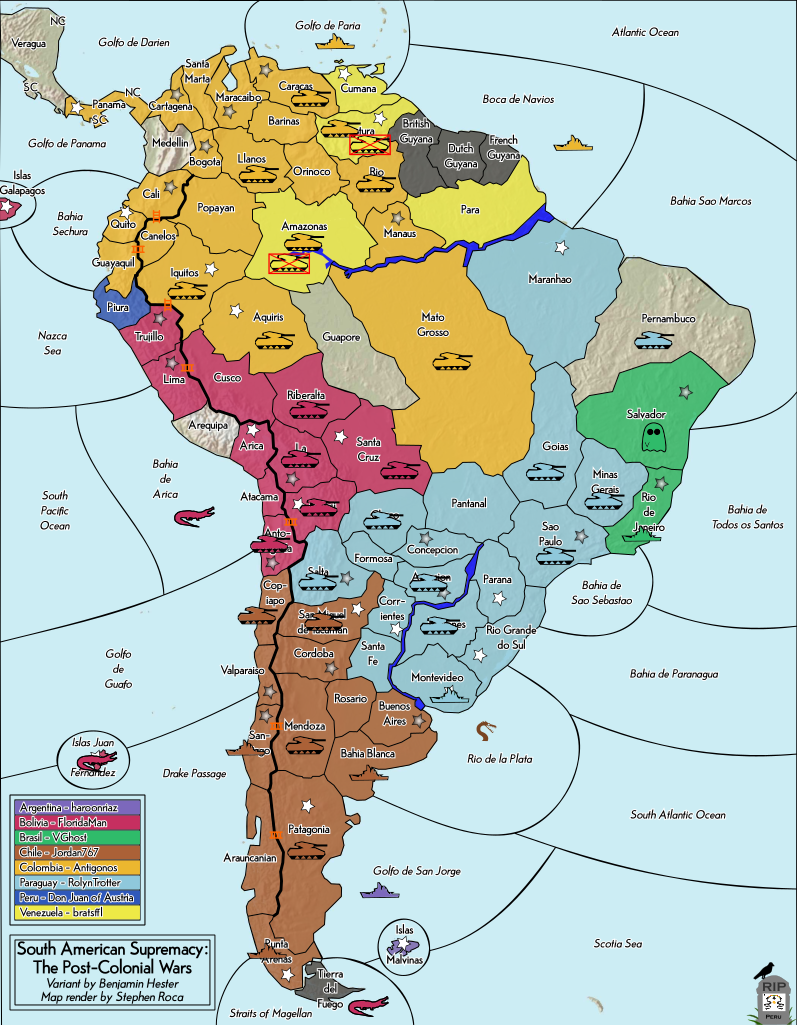 NC
Veragua
SC
Golfo de Darien
Golfo de Paria
Atlantic Ocean
Santa
Marta
NC
Panama
SC
Cartagena
Maracaibo
Caracas
Cumana
Boca de Navios
Golfo de Panama
Medellin
Barinas
British
Guyana
Dutch
Guyana
French
Guyana
Bogota
Llanos
Orinoco
Rio
Islas
Galapagos
Cali
Popayan
Bahia Sao Marcos
Bahia
Sechura
Quito
Canelos
Amazonas
Manaus
Para
Guayaquil
Iquitos
Maranhao
Piura
Aquiris
Guapore
Mato
Grosso
Pernambuco
Nazca
Sea
Trujillo
Lima
Cusco
Riberalta
Salvador
V
Arequipa
Arica
La
Santa
Cruz
Goias
Minas
Gerais
Rio
de
Janeiro
Bahia
de
Arica
South
Pacific
Ocean
Atacama
Pantanal
Sao
Paulo
Bahia de
Todos os Santos
Anto-
Concepcion
Formosa
Salta
Parana
Bahia de
Sao Sebastao
Cop-
iapo
San Miguel
de Tucuman
Corr-
ientes
Rio Grande
do Sul
Golfo
de
Guafo
Valparaiso
Cordoba
Santa
Fe
Montevideo
Bahia de Paranagua
Rosario
Buenos
Aires
San-
Mendoza
Bahia Blanca
Rio de la Plata
Islas Juan
Fernandez
Drake Passage
South Atlantic Ocean
Patagonia
Araucanian
Golfo de San Jorge
Argentina - haroonriaz
Bolivia - FloridaMan
Brasil - VGhost
Chile - Jordan767
Colombia - Antigonos
Paraguay - RolynTrotter
Peru - Don Juan of Austria
Venezuela - bratsffl
Islas
Malvinas
Scotia Sea
South American Supremacy:
The Post-Colonial Wars
Variant by Benjamin Hester
Map render by Stephen Roca
Punta
Arenas
Tierra
del
Fuego
Straits of Magellan
RIP
PERU